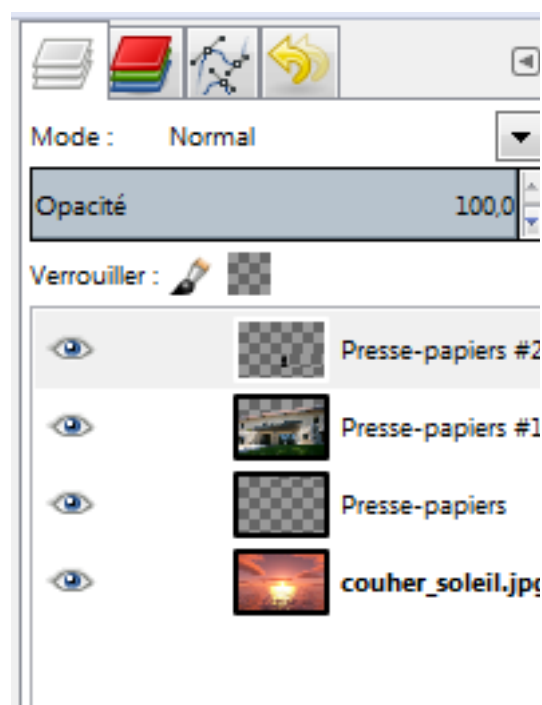 Mode : Normal
Opacité 100,0
Verrouiller :
Presse-papiers #2
Presse-papiers #1
Presse-papiers
couher_soleil.jpg